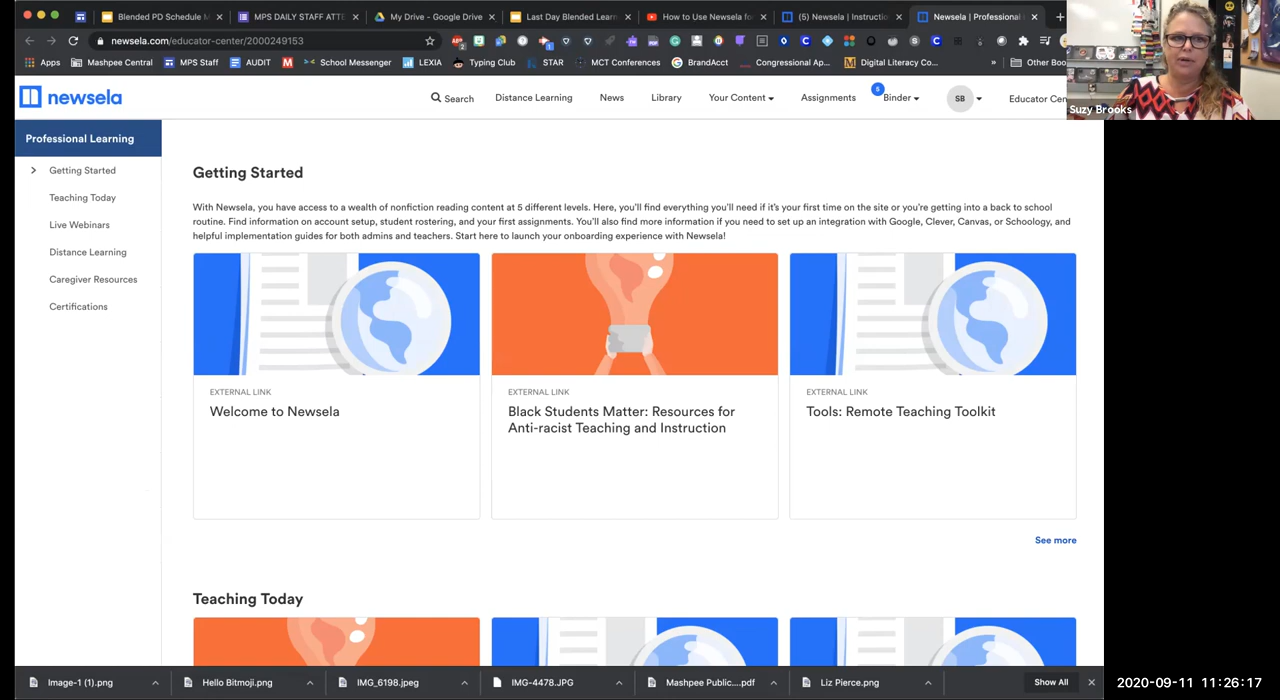 Blended PD Schedule M
MPS DAILY STAFF ATTE
My Drive - Google Drive
Last Day Blended Learn
How to Use Newsela fo
(5) Newsela | Instructio
Newsela | Professional
newsela.com/educator-center/2000249153
Apps
Mashpee Central
MPS Staff
AUDIT
School Messenger
LEXIA
Typing Club
STAR
MCT Conferences
BrandAcct
Congressional Ap...
Digital Literacy Co...
»
Other Boo
Suzy Brooks
newsela
Search
Distance Learning
News
Library
Your Content
Assignments
5
Binder
SB
Educator Cen
Professional Learning
Getting Started
Teaching Today
Live Webinars
Distance Learning
Caregiver Resources
Certifications
Getting Started
With Newsela, you have access to a wealth of nonfiction reading content at 5 different levels. Here, you'll find everything you'll need if it's your first time on the site or you're getting into a back to school
routine. Find information on account setup, student rostering, and your first assignments. You'll also find more information if you need to set up an integration with Google, Clever, Canvas, or Schoology, and
helpful implementation guides for both admins and teachers. Start here to launch your onboarding experience with Newsela!
EXTERNAL LINK
Welcome to Newsela
EXTERNAL LINK
Black Students Matter: Resources for
Anti-racist Teaching and Instruction
EXTERNAL LINK
Tools: Remote Teaching Toolkit
See more
Teaching Today
Image-1 (1).png
Hello Bitmoji.png
IMG_6198.jpeg
IMG-4478.JPG
Mashpee Public....pdf
Liz Pierce.png
Show All
2020-09-11 11:26:17